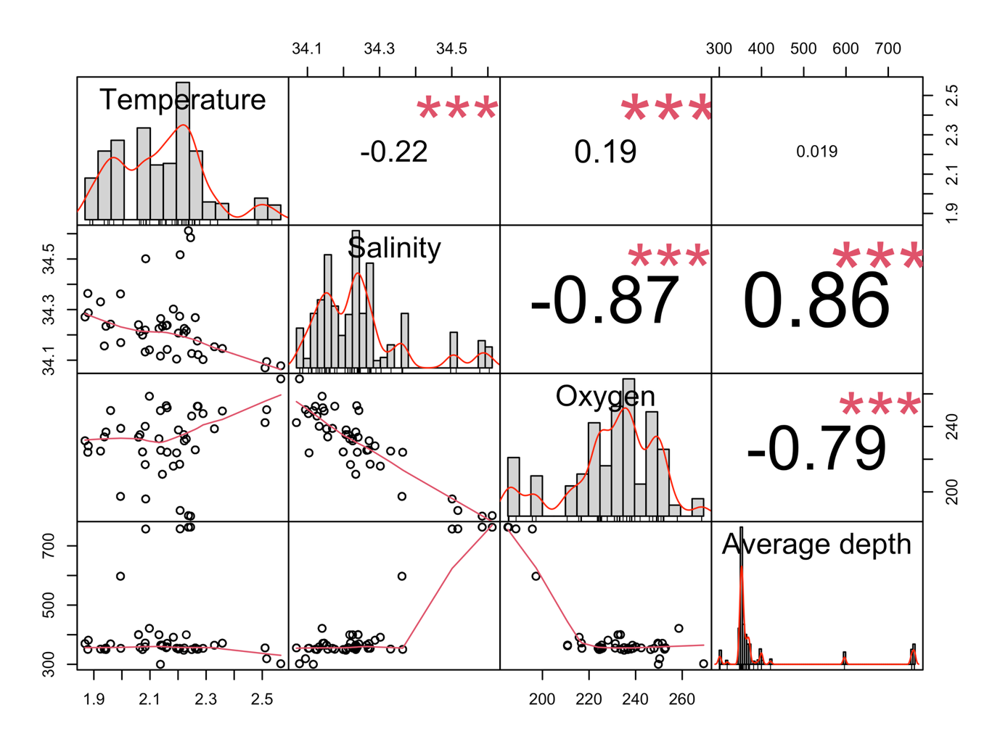 34.1 34.3 34.5 300 400 500 600 700
Temperature *** *** 2.5
-0.22 0.19 0.019 2.3
2.1
1.9
34.5 Salinity *** ***
34.3 -0.87 0.86
34.1
Oxygen *** 240
-0.79 200
700 Average depth
500
300
1.9 2.1 2.3 2.5 200 220 240 260